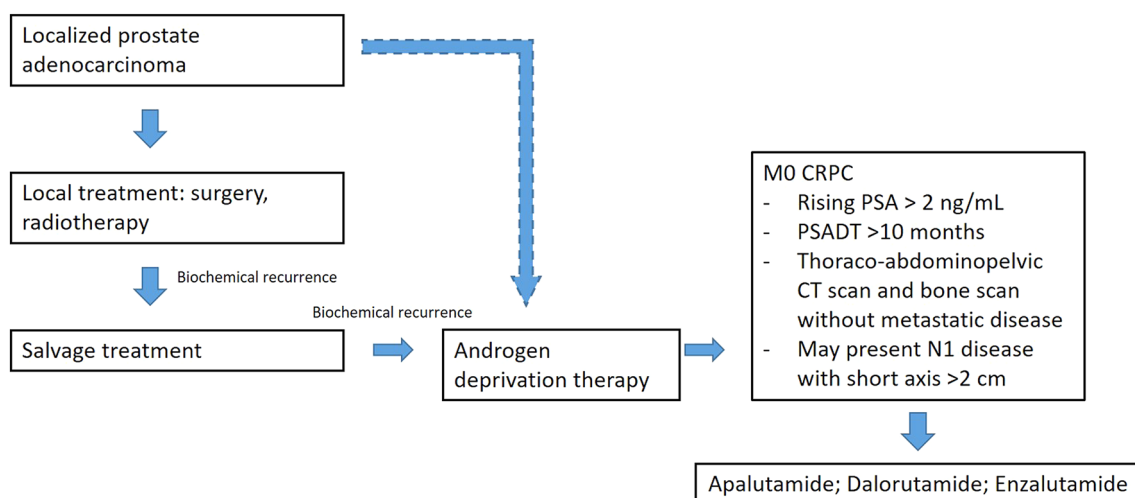 Localized prostate
adenocarcinoma
Local treatment: surgery,
radiotherapy
Biochemical recurrence
Salvage treatment
Biochemical recurrence
Androgen
deprivation therapy
M0 CRPC
- Rising PSA > 2 ng/mL
- PSADT >10 months
- Thoraco-abdominopelvic
CT scan and bone scan
without metastatic disease
- May present N1 disease
with short axis >2 cm
Apalutamide; Dalorutamide; Enzalutamide